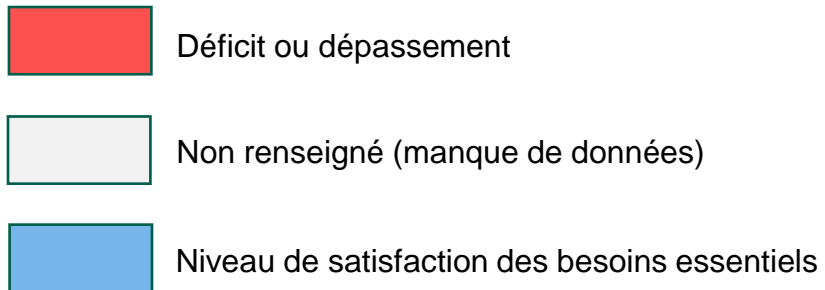 Déficit ou dépassement
Non renseigné (manque de données)
Niveau de satisfaction des besoins essentiels